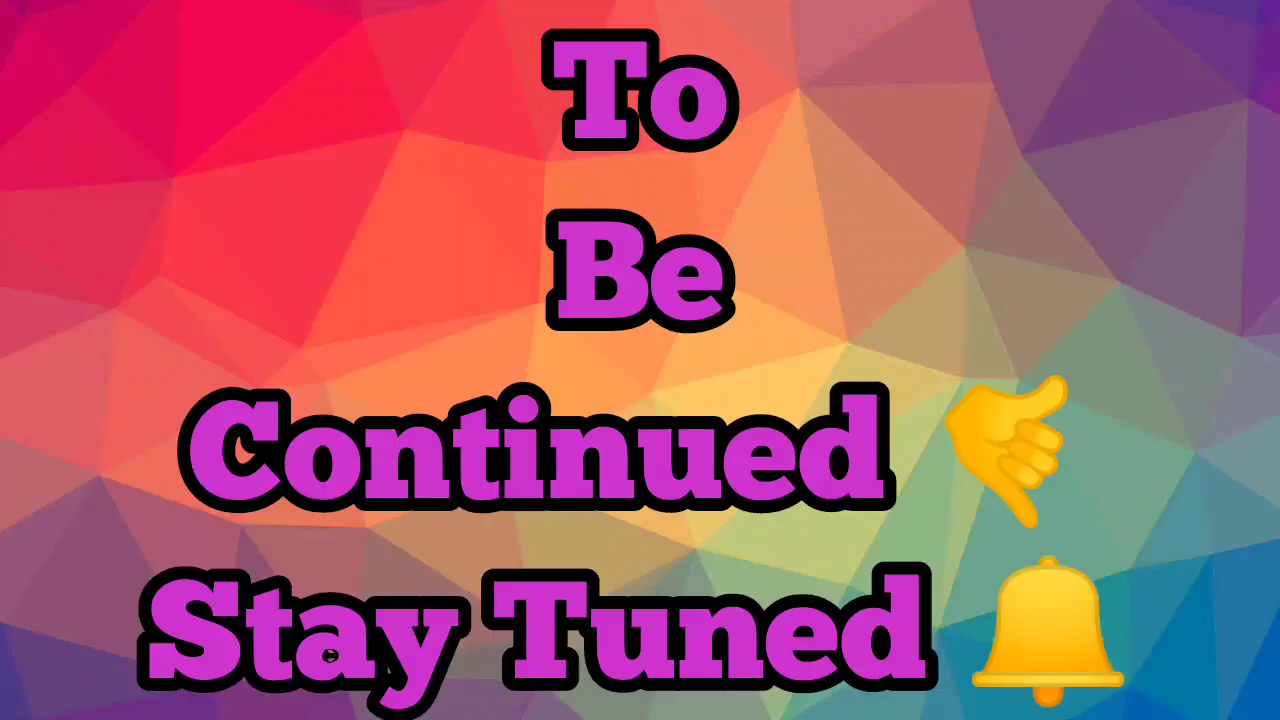 To
Be
Continued 🤙
Stay Tuned 🔔